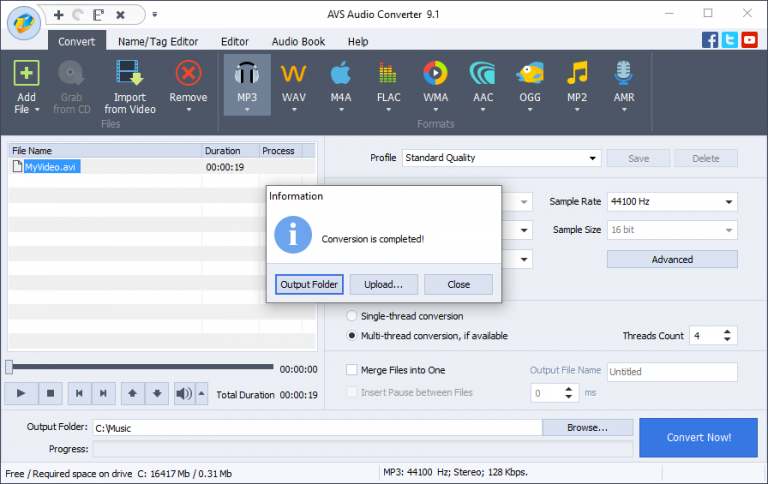 AVS Audio Converter 9.1
Convert Name/Tag Editor Editor Audio Book Help
Add File Grab from CD Import from Video Remove MP3 WAV M4A FLAC WMA AAC OGG MP2 AMR
Files Formats
File Name Duration Process
MyVideo.avi 00:00:19
Profile Standard Quality Save Delete
Sample Rate 44100 Hz
Sample Size 16 bit
Advanced
Information
Conversion is completed!
Output Folder Upload... Close
Single-thread conversion
Multi-thread conversion, if available Threads Count 4
00:00:00
Merge Files into One Output File Name Untitled
Total Duration 00:00:19
Insert Pause between Files 0 ms
Output Folder: C:\Music Browse...
Convert Now!
Progress:
Free / Required space on drive C: 16417 Mb / 0.31 Mb MP3: 44100 Hz; Stereo; 128 Kbps.